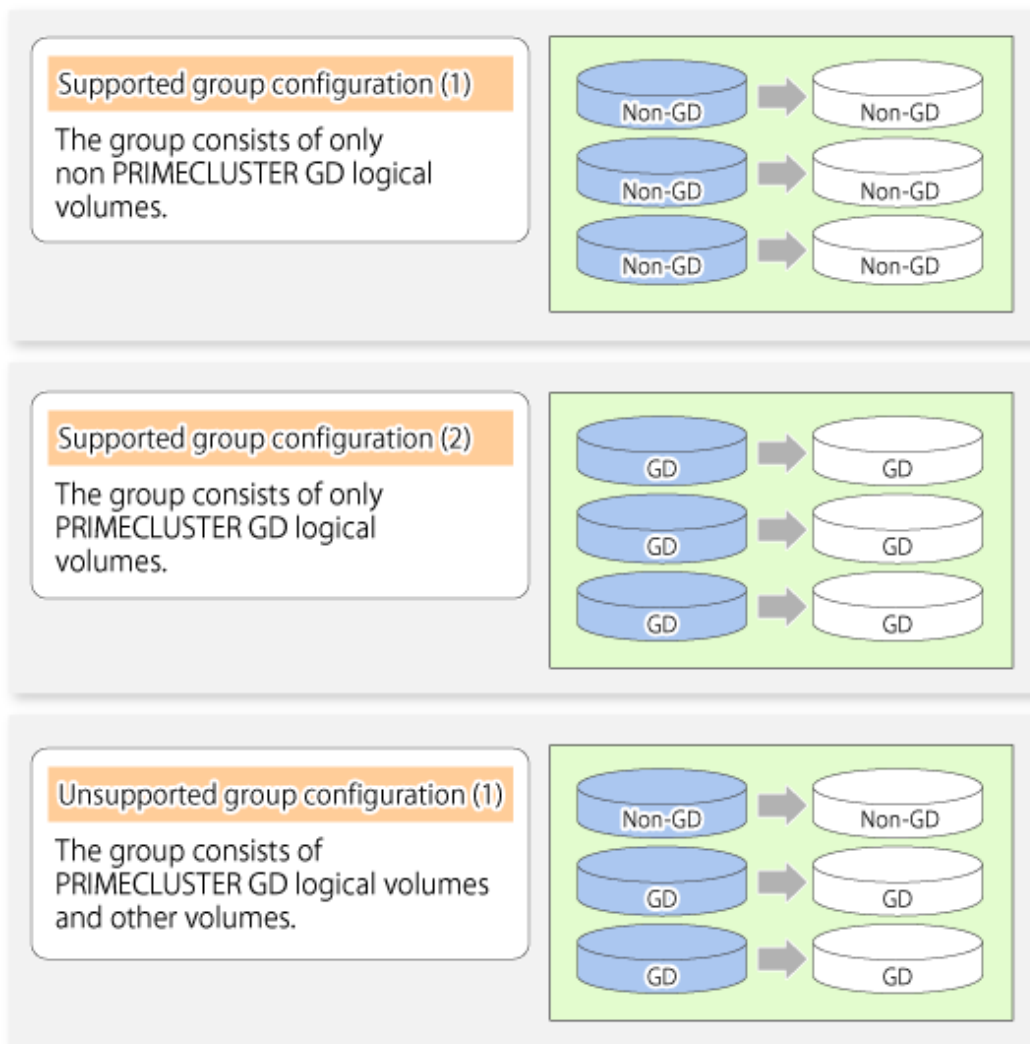 Supported group configuration (1)
The group consists of only
non PRIMECLUSTER GD logical
volumes.
Non-GD
Non-GD
Non-GD
Non-GD
Non-GD
Non-GD
Supported group configuration (2)
The group consists of only
PRIMECLUSTER GD logical
volumes.
GD
GD
GD
GD
GD
GD
Unsupported group configuration (1)
The group consists of
PRIMECLUSTER GD logical volumes
and other volumes.
Non-GD
Non-GD
GD
GD
GD
GD